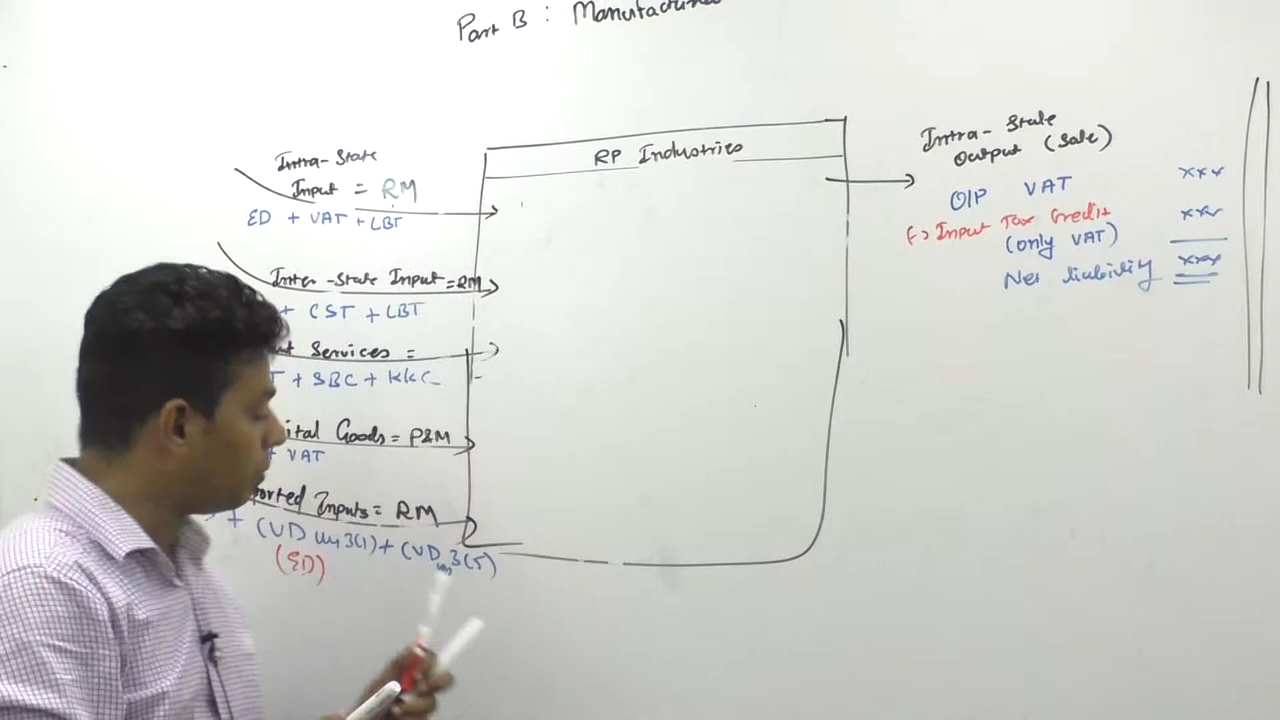 Part B : Manufacturer
RP Industries
Intra-State
Input = RM
ED + VAT + LBT
Inter-State Input = RM
+ CST + LBT
Services =
+ SBC + KKC
ital Goods = P&M
+ VAT
orted Inputs = RM
+ CVD u/s 3(1) + CVD u/s 3(5)
(ED)
Intra-State
Output (Sale)
O/P VAT xxx
(-) Input Tax Credit xxx
(only VAT)
Net liability xxx